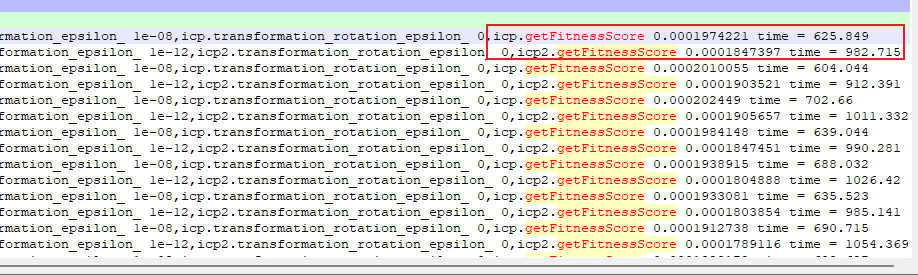 rmation_epsilon_ 1e-08,icp.transformation_rotation_epsilon_ 0,icp.getFitnessScore 0.0001974221 time = 625.849
formation_epsilon_ 1e-12,icp2.transformation_rotation_epsilon_ 0,icp2.getFitnessScore 0.0001847397 time = 982.715
rmation_epsilon_ 1e-08,icp.transformation_rotation_epsilon_ 0,icp.getFitnessScore 0.0002010055 time = 604.044
formation_epsilon_ 1e-12,icp2.transformation_rotation_epsilon_ 0,icp2.getFitnessScore 0.0001903521 time = 912.391
rmation_epsilon_ 1e-08,icp.transformation_rotation_epsilon_ 0,icp.getFitnessScore 0.000202449 time = 702.66
formation_epsilon_ 1e-12,icp2.transformation_rotation_epsilon_ 0,icp2.getFitnessScore 0.0001905657 time = 1011.332
rmation_epsilon_ 1e-08,icp.transformation_rotation_epsilon_ 0,icp.getFitnessScore 0.0001984148 time = 639.044
formation_epsilon_ 1e-12,icp2.transformation_rotation_epsilon_ 0,icp2.getFitnessScore 0.0001847451 time = 990.281
rmation_epsilon_ 1e-08,icp.transformation_rotation_epsilon_ 0,icp.getFitnessScore 0.0001938915 time = 688.032
formation_epsilon_ 1e-12,icp2.transformation_rotation_epsilon_ 0,icp2.getFitnessScore 0.0001804888 time = 1026.42
rmation_epsilon_ 1e-08,icp.transformation_rotation_epsilon_ 0,icp.getFitnessScore 0.0001933081 time = 635.523
formation_epsilon_ 1e-12,icp2.transformation_rotation_epsilon_ 0,icp2.getFitnessScore 0.0001803854 time = 985.141
rmation_epsilon_ 1e-08,icp.transformation_rotation_epsilon_ 0,icp.getFitnessScore 0.0001912738 time = 690.715
formation_epsilon_ 1e-12,icp2.transformation_rotation_epsilon_ 0,icp2.getFitnessScore 0.0001789116 time = 1054.369